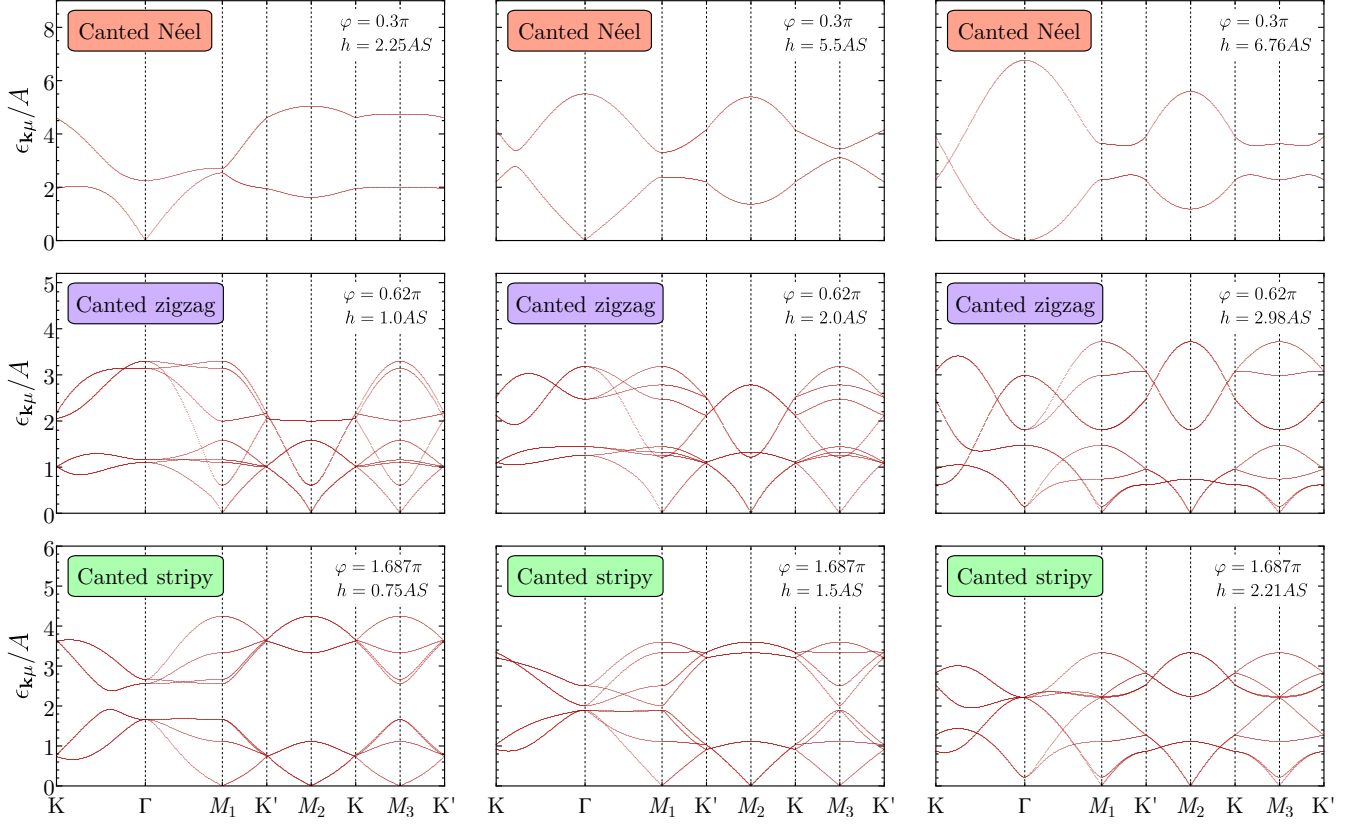 Canted Néel
φ = 0.3π
h = 2.25AS
Canted Néel
φ = 0.3π
h = 5.5AS
Canted Néel
φ = 0.3π
h = 6.76AS
ϵ𝐤μ/A
8
6
4
2
0
Canted zigzag
φ = 0.62π
h = 1.0AS
Canted zigzag
φ = 0.62π
h = 2.0AS
Canted zigzag
φ = 0.62π
h = 2.98AS
ϵ𝐤μ/A
5
4
3
2
1
0
Canted stripy
φ = 1.687π
h = 0.75AS
Canted stripy
φ = 1.687π
h = 1.5AS
Canted stripy
φ = 1.687π
h = 2.21AS
ϵ𝐤μ/A
6
5
4
3
2
1
0
K Γ M₁ K' M₂ K M₃ K'
K Γ M₁ K' M₂ K M₃ K'
K Γ M₁ K' M₂ K M₃ K'